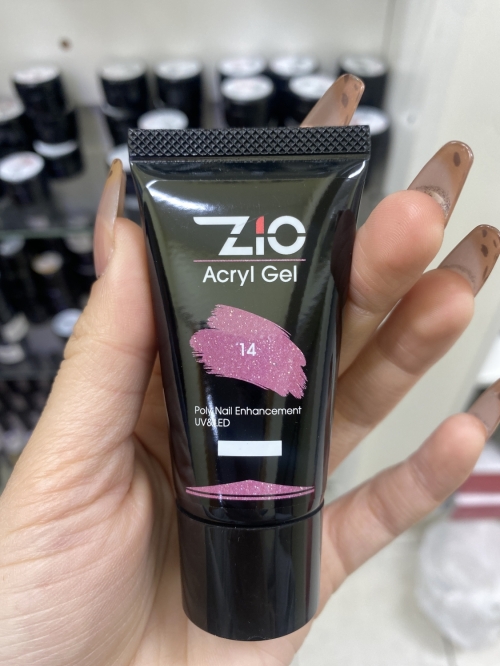 ZIO
Acryl Gel
14
Poly Nail Enhancement
UV&LED